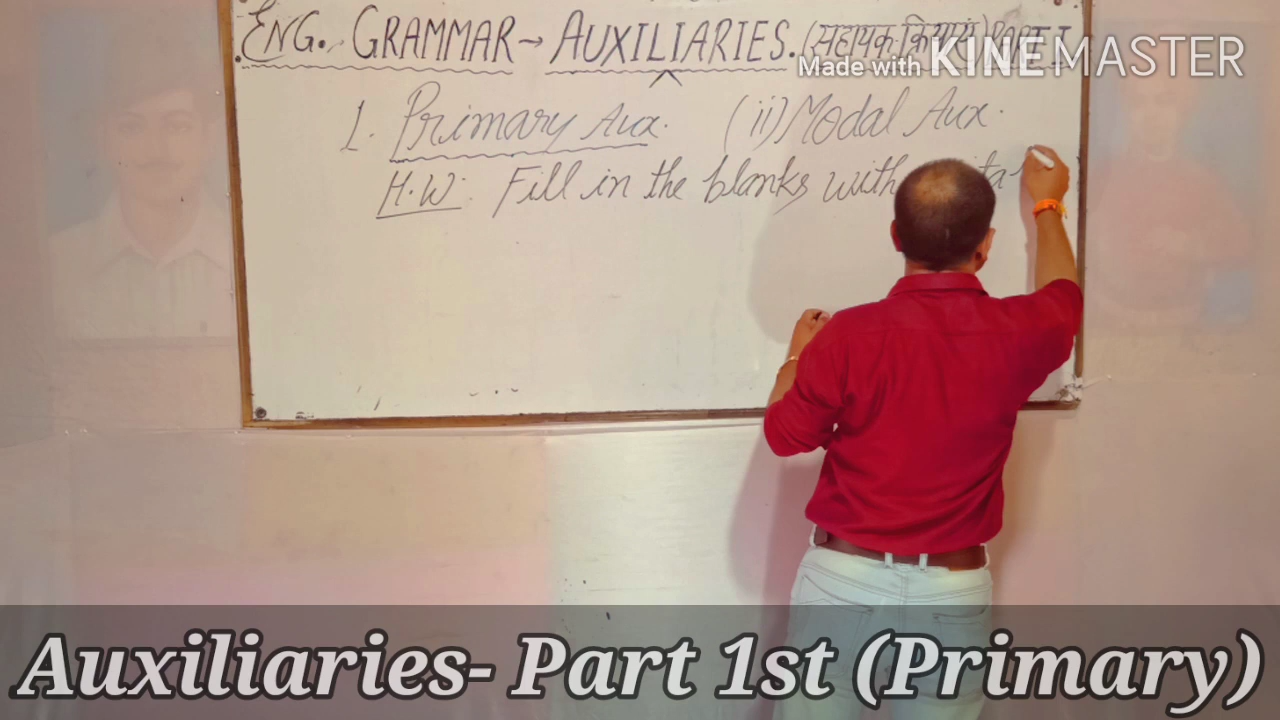 ENG. GRAMMAR → AUXILIARIES. (सहायक क्रियाएं) PART I
Made with KINEMASTER
1. Primary Aux. (ii) Modal Aux.
H.W. Fill in the blanks with
Auxiliaries- Part 1st (Primary)